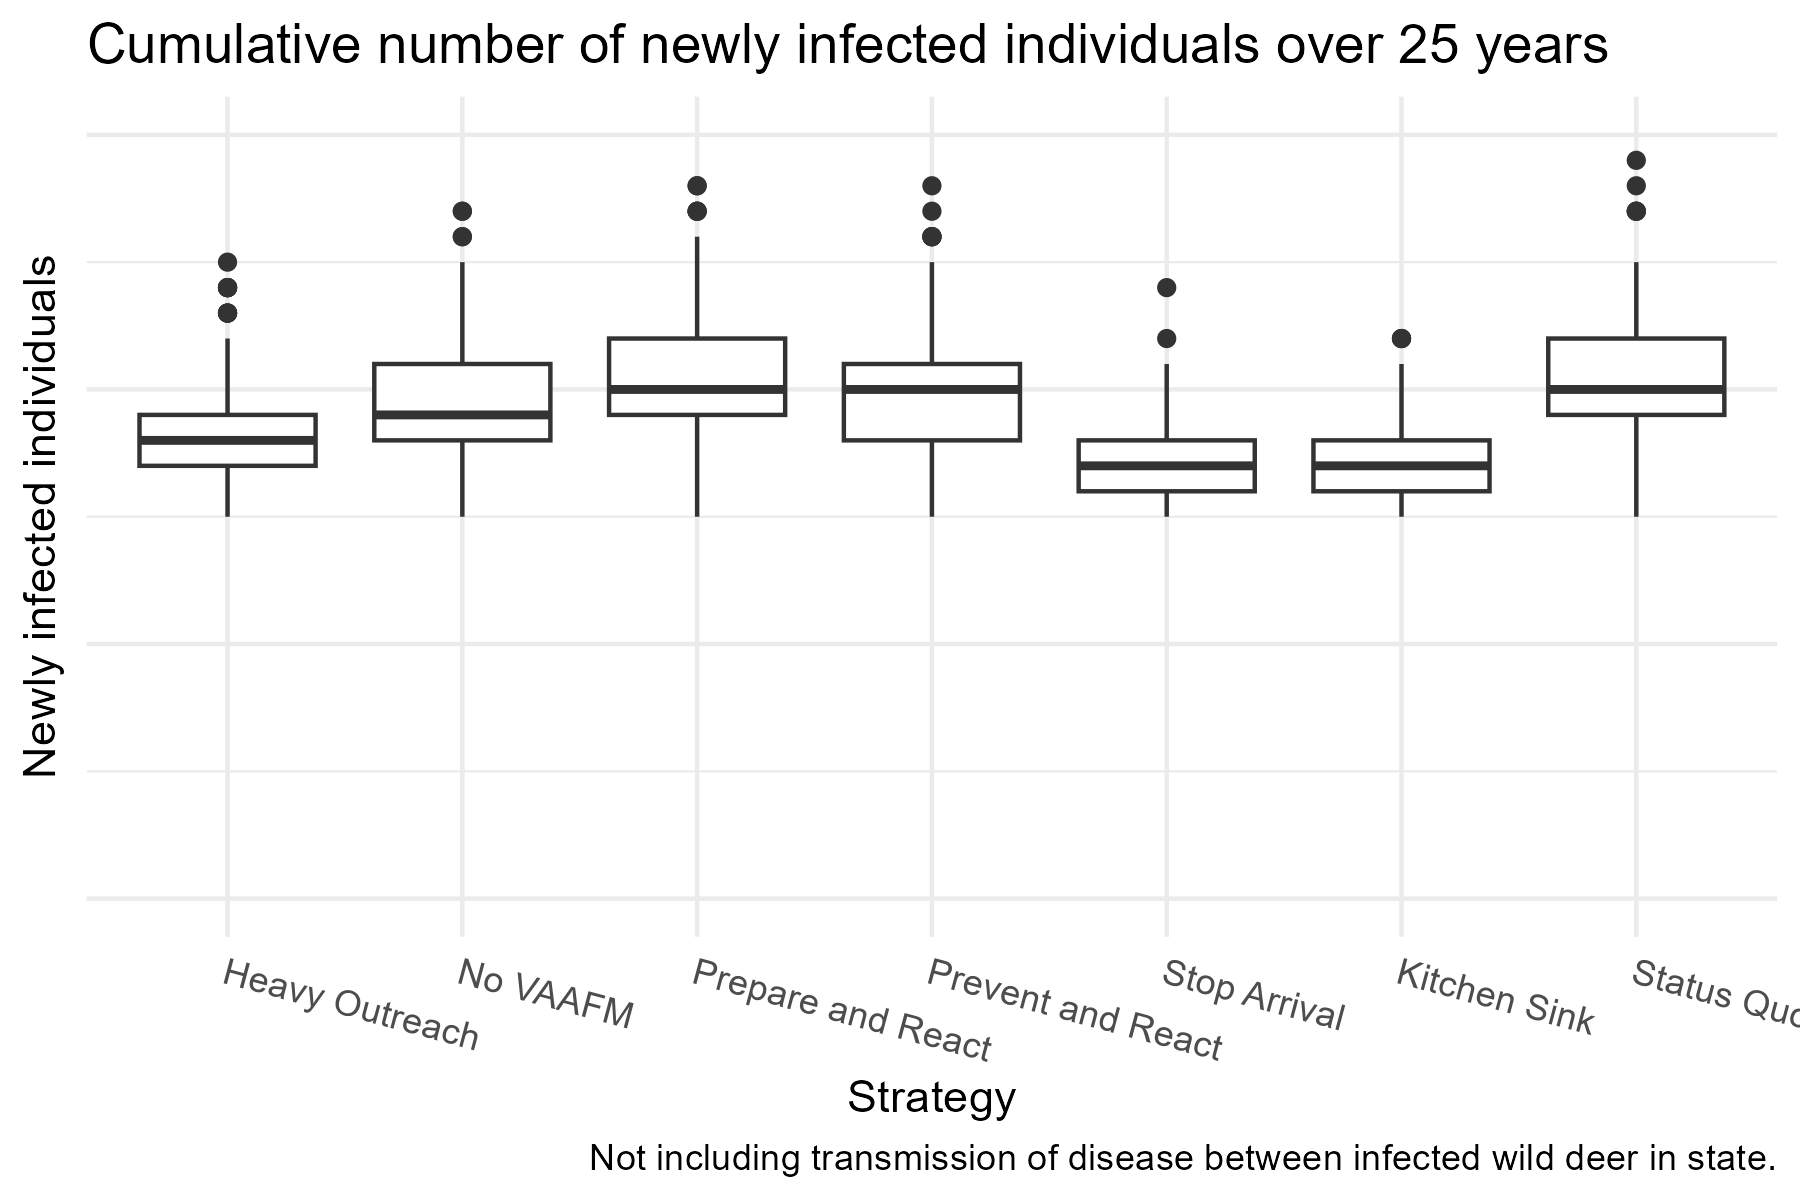 Cumulative number of newly infected individuals over 25 years
Newly infected individuals
Heavy Outreach
No VAAFM
Prepare and React
Prevent and React
Stop Arrival
Kitchen Sink
Status Quo
Strategy
Not including transmission of disease between infected wild deer in state.